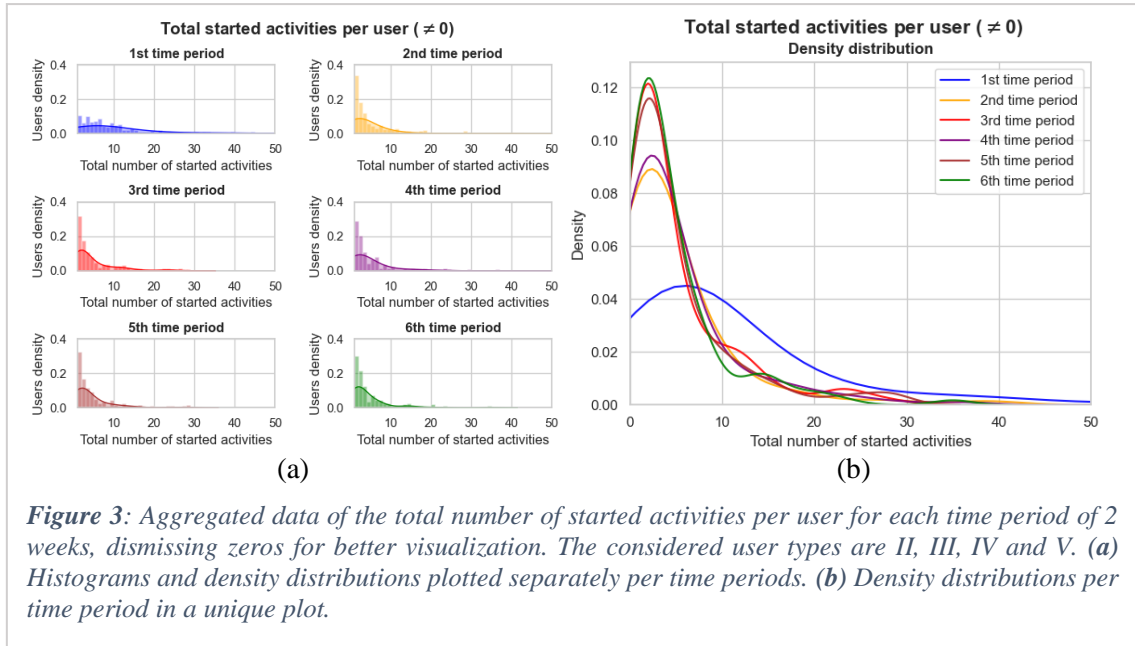 Total started activities per user ( ≠ 0)
1st time period
Users density
0.4
0.2
0.0
10 20 30 40 50
Total number of started activities
2nd time period
Users density
0.4
0.2
0.0
10 20 30 40 50
Total number of started activities
3rd time period
Users density
0.4
0.2
0.0
10 20 30 40 50
Total number of started activities
4th time period
Users density
0.4
0.2
0.0
10 20 30 40 50
Total number of started activities
5th time period
Users density
0.4
0.2
0.0
10 20 30 40 50
Total number of started activities
6th time period
Users density
0.4
0.2
0.0
10 20 30 40 50
Total number of started activities
(a)
Total started activities per user ( ≠ 0)
Density distribution
Density
0.12
0.10
0.08
0.06
0.04
0.02
0.00
1st time period
2nd time period
3rd time period
4th time period
5th time period
6th time period
0 10 20 30 40 50
Total number of started activities
(b)
Figure 3: Aggregated data of the total number of started activities per user for each time period of 2
weeks, dismissing zeros for better visualization. The considered user types are II, III, IV and V. (a)
Histograms and density distributions plotted separately per time periods. (b) Density distributions per
time period in a unique plot.